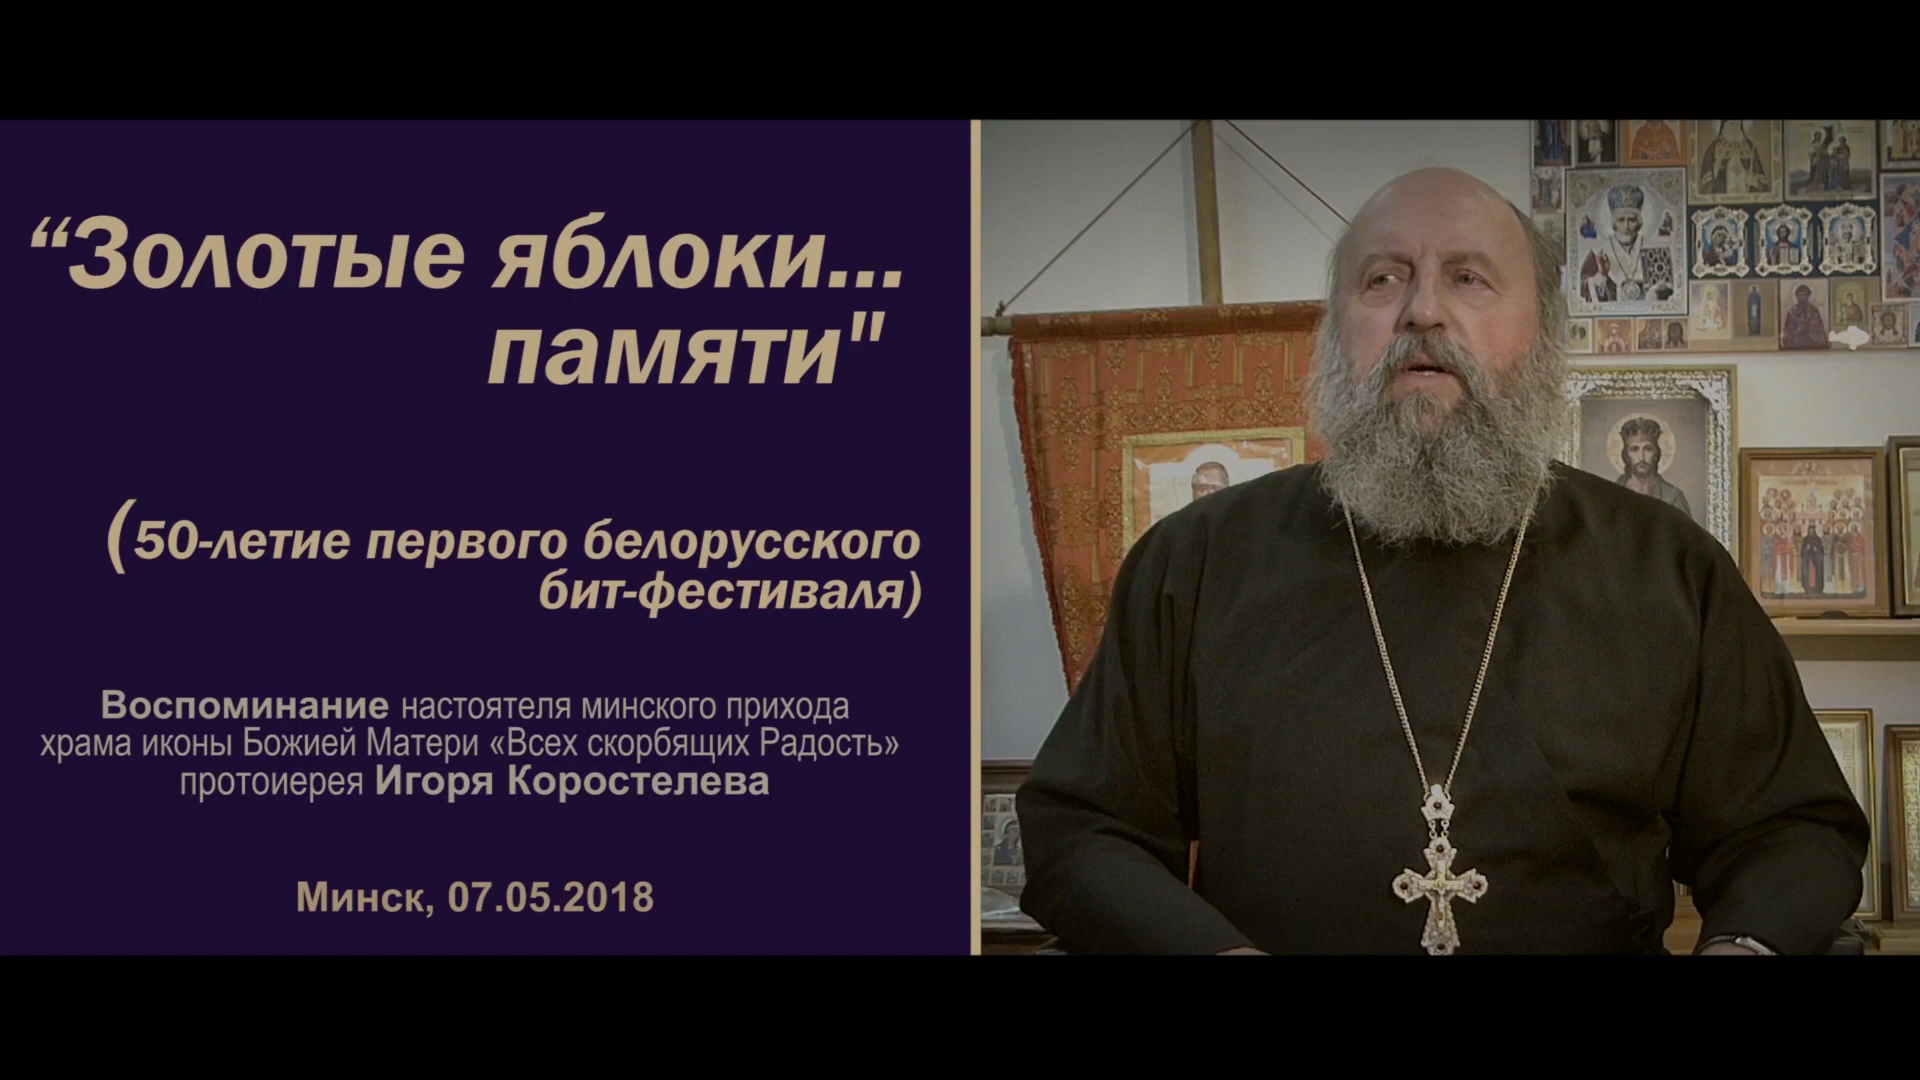 “Золотые яблоки...
памяти"
(50-летие первого белорусского
бит-фестиваля)
Воспоминание настоятеля минского прихода
храма иконы Божией Матери «Всех скорбящих Радость»
протоиерея Игоря Коростелева
Минск, 07.05.2018